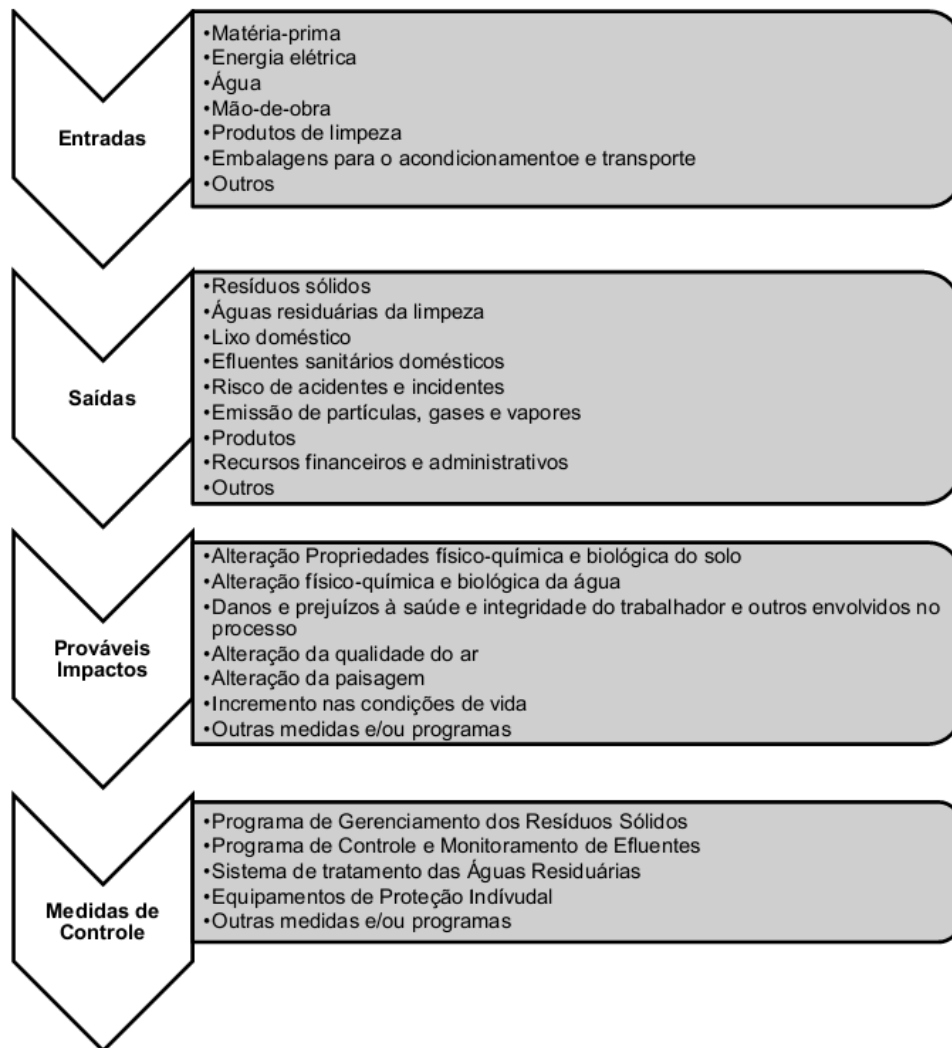 Entradas
•Matéria-prima
•Energia elétrica
•Água
•Mão-de-obra
•Produtos de limpeza
•Embalagens para o acondicionamentoe e transporte
•Outros
Saídas
•Resíduos sólidos
•Águas residuárias da limpeza
•Lixo doméstico
•Efluentes sanitários domésticos
•Risco de acidentes e incidentes
•Emissão de partículas, gases e vapores
•Produtos
•Recursos financeiros e administrativos
•Outros
Prováveis
Impactos
•Alteração Propriedades físico-química e biológica do solo
•Alteração físico-química e biológica da água
•Danos e prejuízos à saúde e integridade do trabalhador e outros envolvidos no
processo
•Alteração da qualidade do ar
•Alteração da paisagem
•Incremento nas condições de vida
•Outras medidas e/ou programas
Medidas de
Controle
•Programa de Gerenciamento dos Resíduos Sólidos
•Programa de Controle e Monitoramento de Efluentes
•Sistema de tratamento das Águas Residuárias
•Equipamentos de Proteção Indívudal
•Outras medidas e/ou programas